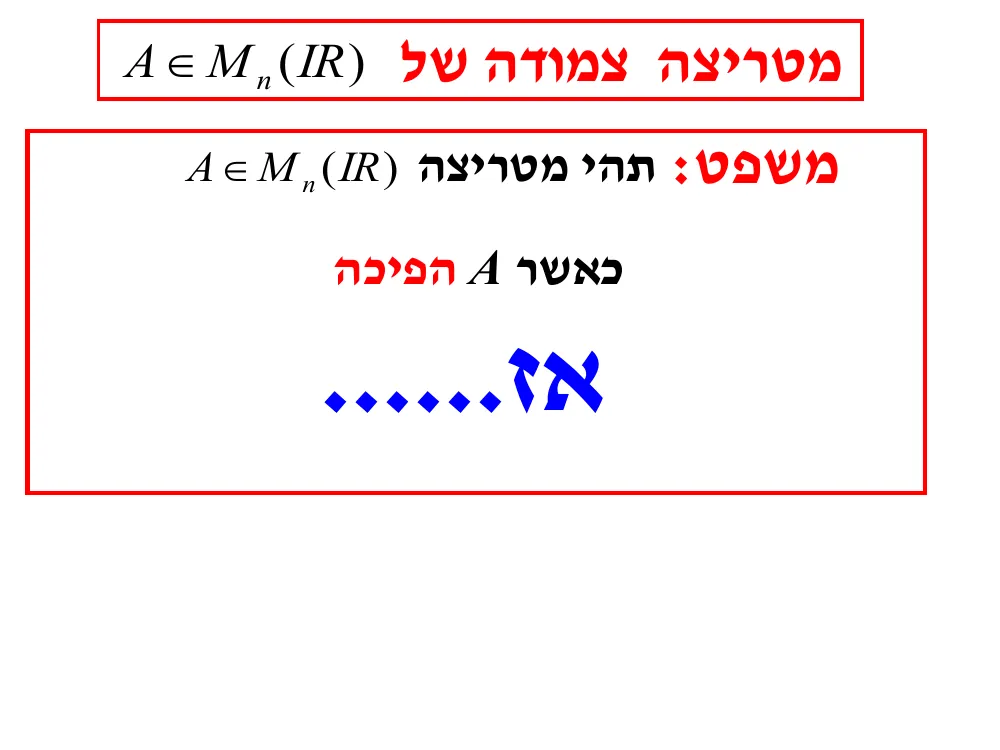 מטריצה צמודה של A ∈ M_n (IR)
משפט: תהי מטריצה A ∈ M_n (IR)
כאשר A הפיכה
אז......